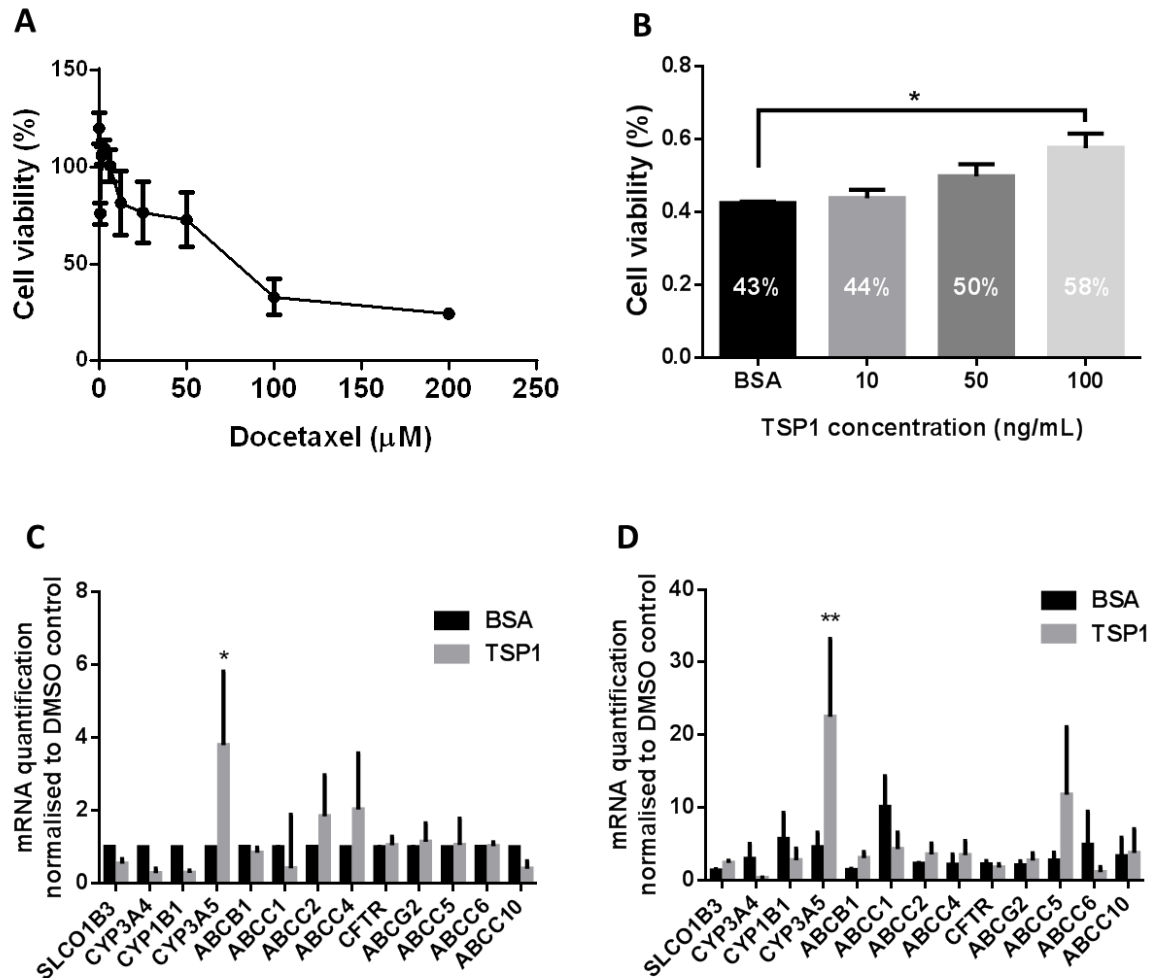 A
Cell viability (%)
150
100
50
0
0 50 100 150 200 250
Docetaxel (μM)
B
Cell viability (%)
0.8
0.6
0.4
0.2
0.0
*
43% 44% 50% 58%
BSA 10 50 100
TSP1 concentration (ng/mL)
C
mRNA quantification
normalised to DMSO control
8
6
4
2
0
BSA
TSP1
*
SLCO1B3
CYP3A4
CYP1B1
CYP3A5
ABCB1
ABCC1
ABCC2
ABCC4
CFTR
ABCG2
ABCC5
ABCC6
ABCC10
D
mRNA quantification
normalised to DMSO control
40
30
20
10
0
BSA
TSP1
**
SLCO1B3
CYP3A4
CYP1B1
CYP3A5
ABCB1
ABCC1
ABCC2
ABCC4
CFTR
ABCG2
ABCC5
ABCC6
ABCC10